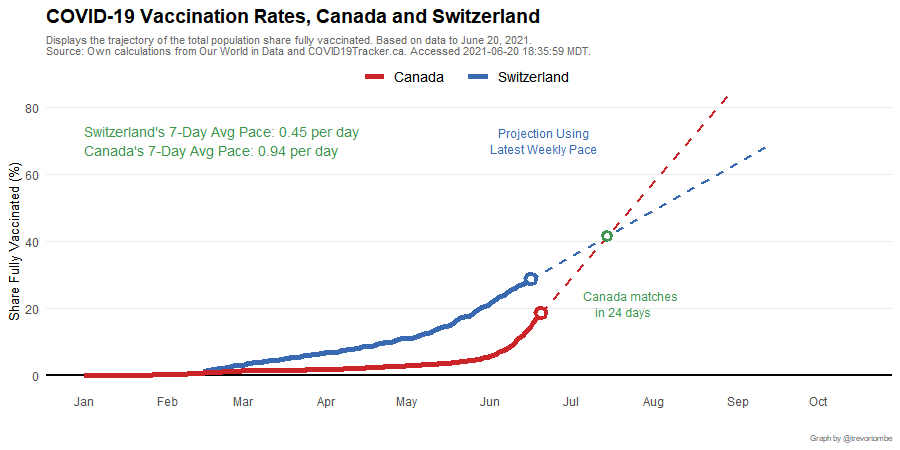 COVID-19 Vaccination Rates, Canada and Switzerland
Displays the trajectory of the total population share fully vaccinated. Based on data to June 20, 2021.
Source: Own calculations from Our World in Data and COVID19Tracker.ca. Accessed 2021-06-20 18:35:59 MDT.
Canada
Switzerland
Share Fully Vaccinated (%)
80
60
40
20
0
Switzerland's 7-Day Avg Pace: 0.45 per day
Canada's 7-Day Avg Pace: 0.94 per day
Projection Using
Latest Weekly Pace
Canada matches
in 24 days
Jan
Feb
Mar
Apr
May
Jun
Jul
Aug
Sep
Oct
Graph by @trevortombe